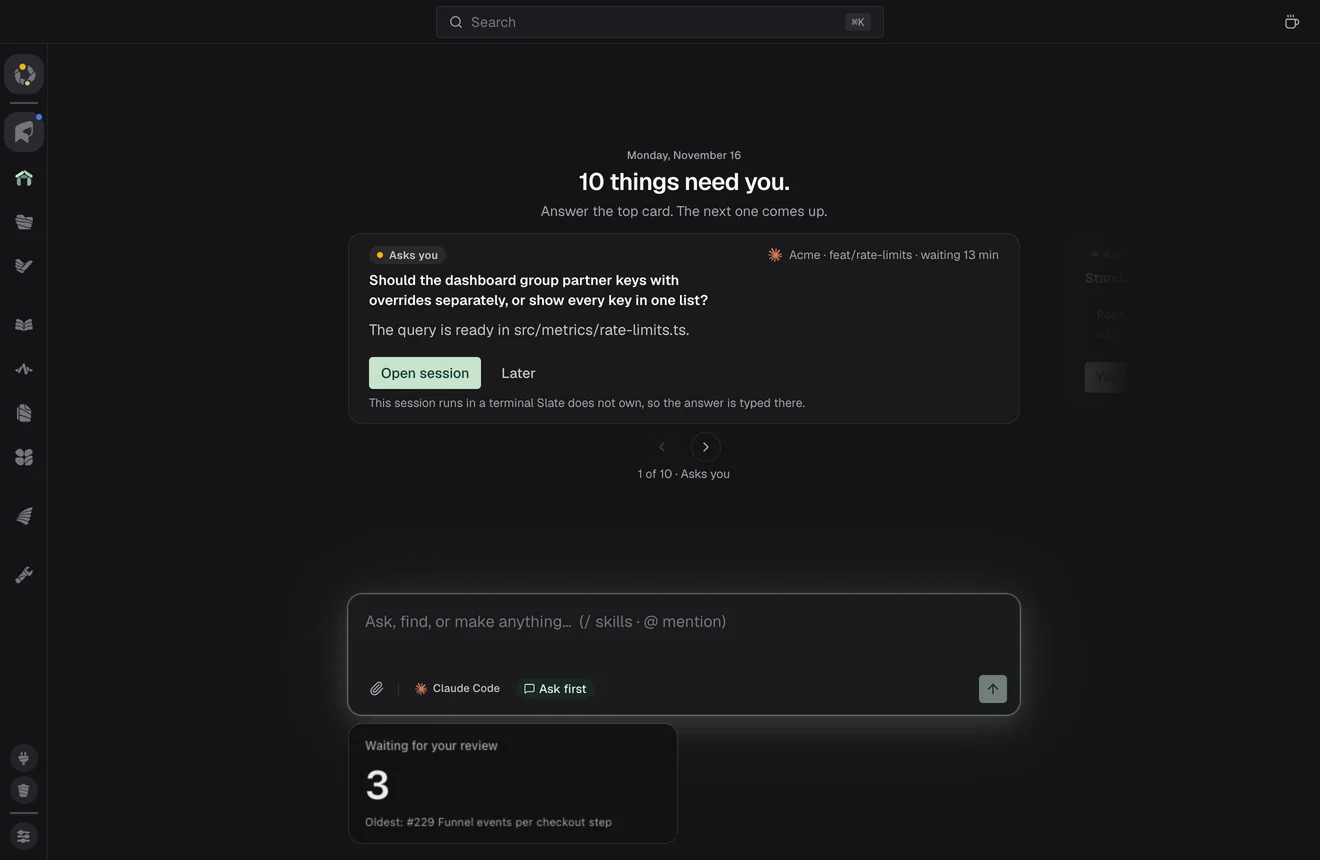 Search
⌘K
Monday, November 16
10 things need you.
Answer the top card. The next one comes up.
Asks you
Acme · feat/rate-limits · waiting 13 min
Should the dashboard group partner keys with
overrides separately, or show every key in one list?
The query is ready in src/metrics/rate-limits.ts.
Open session
Later
This session runs in a terminal Slate does not own, so the answer is typed there.
Yes
1 of 10 · Asks you
Ask, find, or make anything... (/ skills · @ mention)
Claude Code
Ask first
Waiting for your review
3
Oldest: #229 Funnel events per checkout step